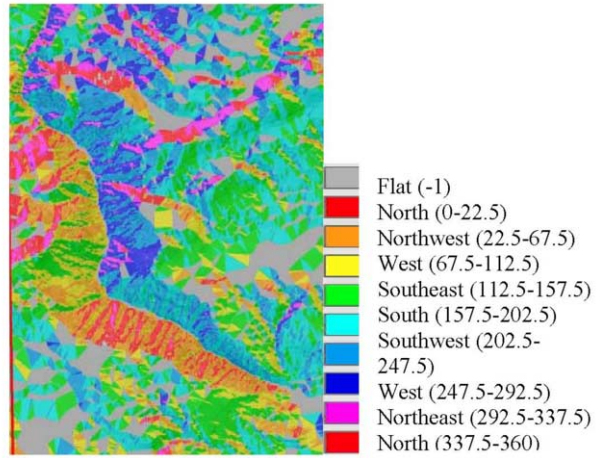 Flat (-1)
North (0-22.5)
Northwest (22.5-67.5)
West (67.5-112.5)
Southeast (112.5-157.5)
South (157.5-202.5)
Southwest (202.5-
247.5)
West (247.5-292.5)
Northeast (292.5-337.5)
North (337.5-360)